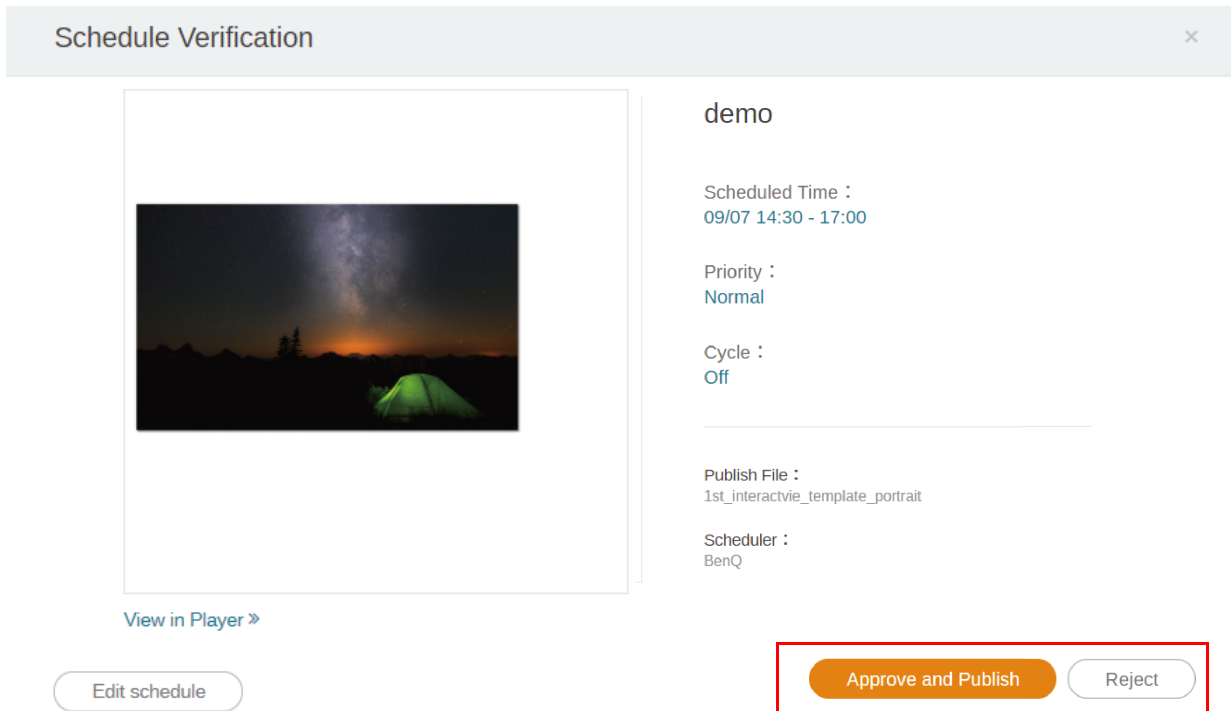 Schedule Verification
×
demo
Scheduled Time：
09/07 14:30 - 17:00
Priority：
Normal
Cycle：
Off
Publish File：
1st_interactvie_template_portrait
Scheduler：
BenQ
View in Player »
Edit schedule
Approve and Publish
Reject